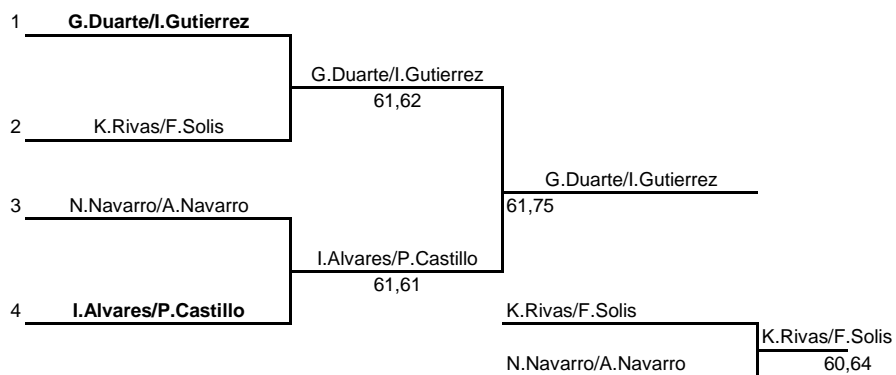 1 G.Duarte/I.Gutierrez
G.Duarte/I.Gutierrez
61,62
2 K.Rivas/F.Solis
G.Duarte/I.Gutierrez
61,75
3 N.Navarro/A.Navarro
I.Alvares/P.Castillo
61,61
4 I.Alvares/P.Castillo
K.Rivas/F.Solis
K.Rivas/F.Solis
60,64
N.Navarro/A.Navarro